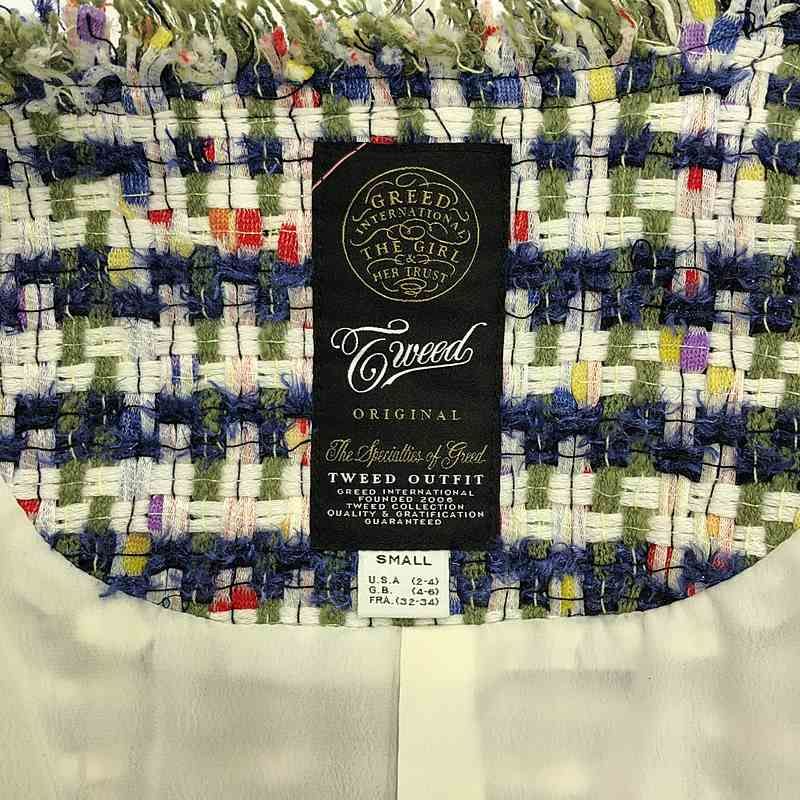 GREED
INTERNATIONAL
THE GIRL
&
HER TRUST
Tweed
ORIGINAL
The Specialties of Greed
TWEED OUTFIT
GREED INTERNATIONAL
FOUNDED 2006
TWEED COLLECTION
QUALITY & GRATIFICATION
GUARANTEED
SMALL
U.S.A (2-4)
G.B. (4-6)
FRA. (32-34)